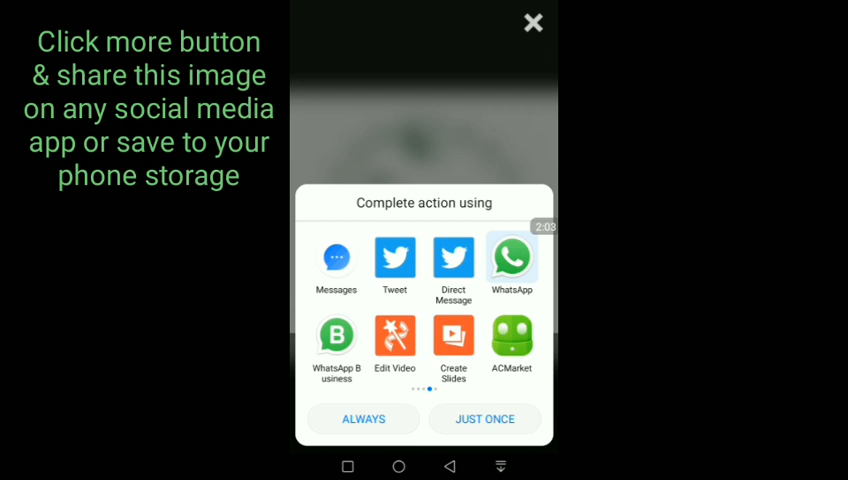 Click more button
& share this image
on any social media
app or save to your
phone storage
Complete action using
2:03
Messages
Tweet
Direct
Message
WhatsApp
B
WhatsApp B
usiness
Edit Video
Create
Slides
ACMarket
ALWAYS
JUST ONCE